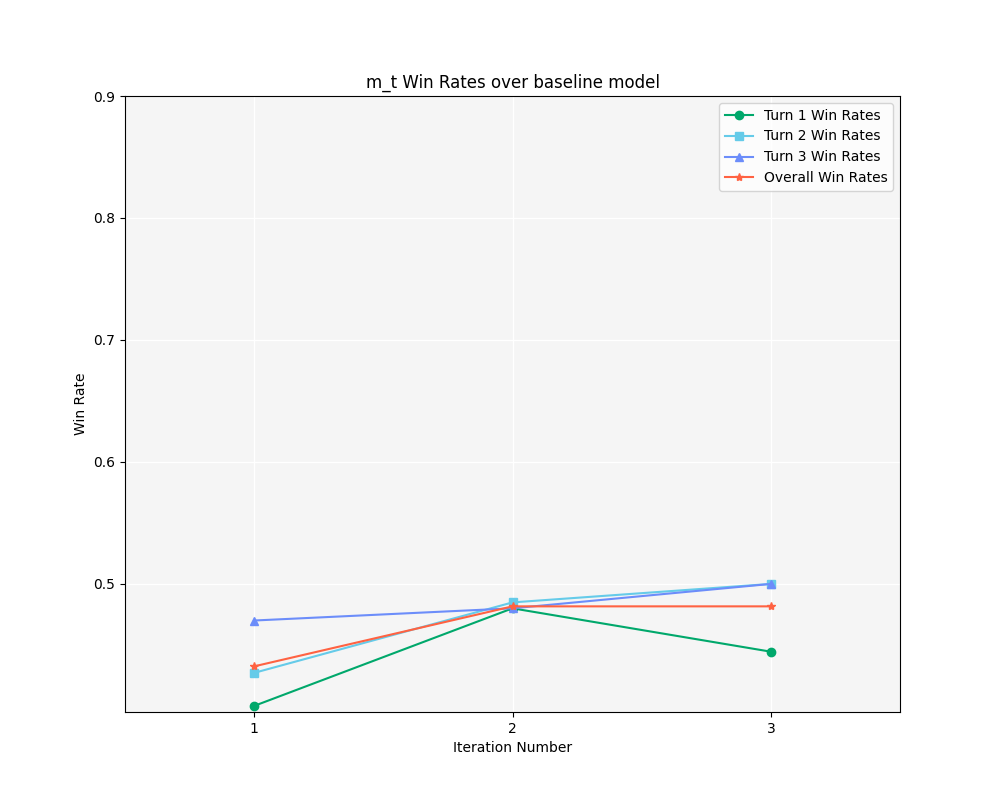 m_t Win Rates over baseline model
0.9
0.8
0.7
0.6
0.5
Win Rate
1
2
3
Iteration Number
Turn 1 Win Rates
Turn 2 Win Rates
Turn 3 Win Rates
Overall Win Rates